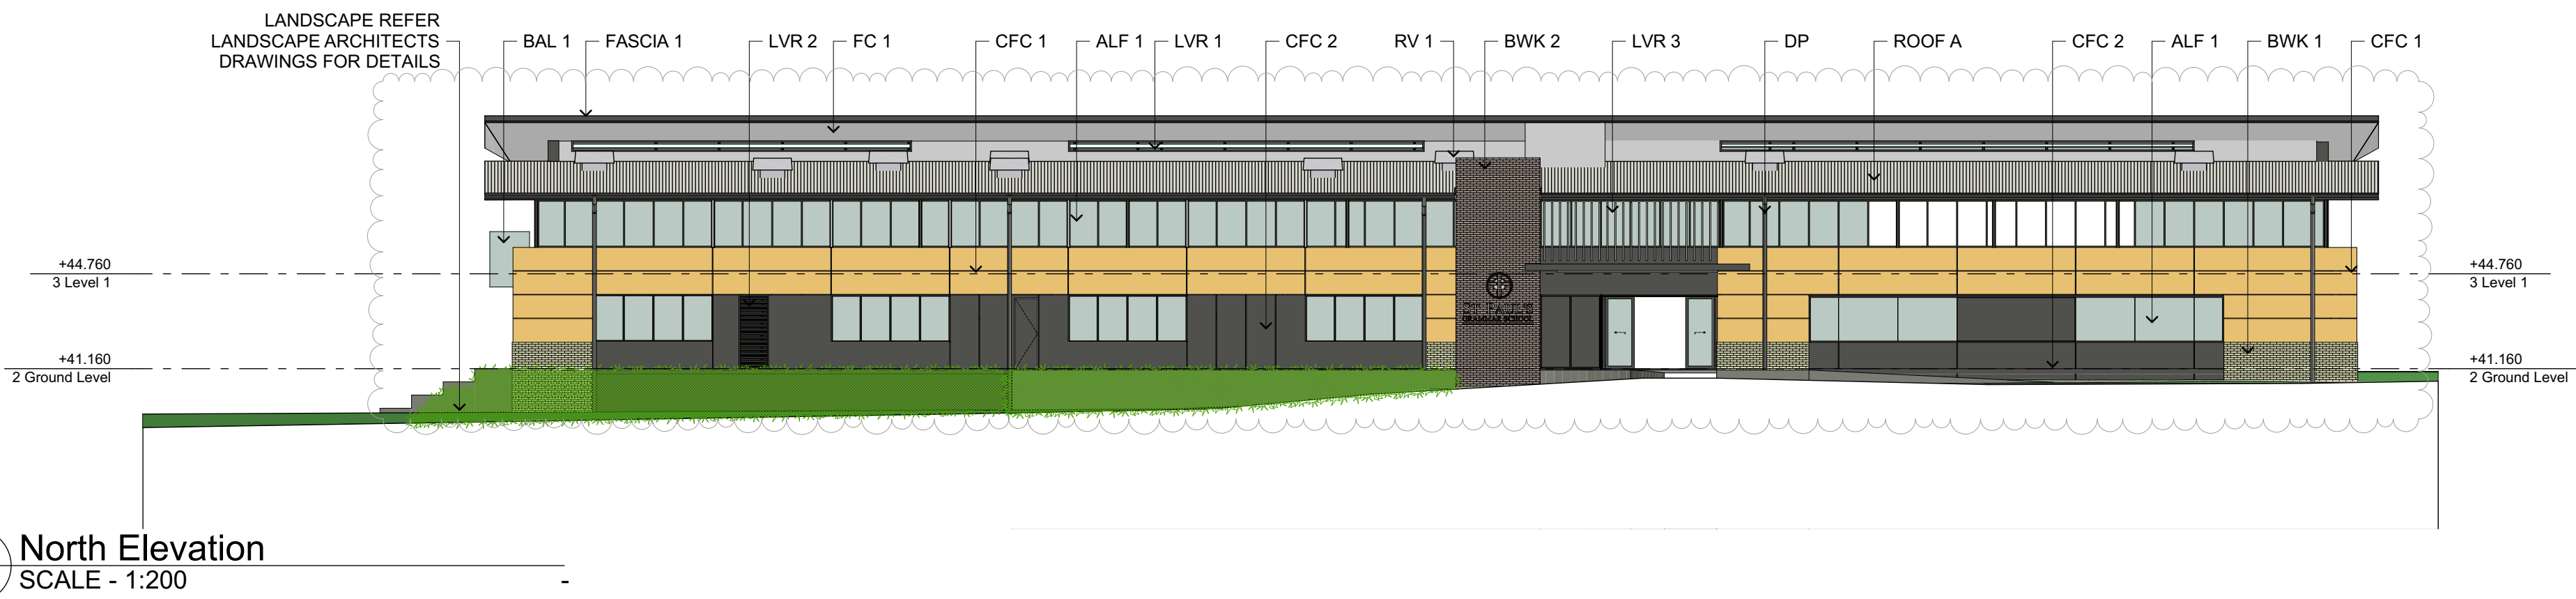 LANDSCAPE REFER
LANDSCAPE ARCHITECTS
DRAWINGS FOR DETAILS
BAL 1
FASCIA 1
LVR 2
FC 1
CFC 1
ALF 1
LVR 1
CFC 2
RV 1
BWK 2
LVR 3
DP
ROOF A
CFC 2
ALF 1
BWK 1
CFC 1
+44.760
3 Level 1
+44.760
3 Level 1
+41.160
2 Ground Level
+41.160
2 Ground Level
North Elevation
SCALE - 1:200
-